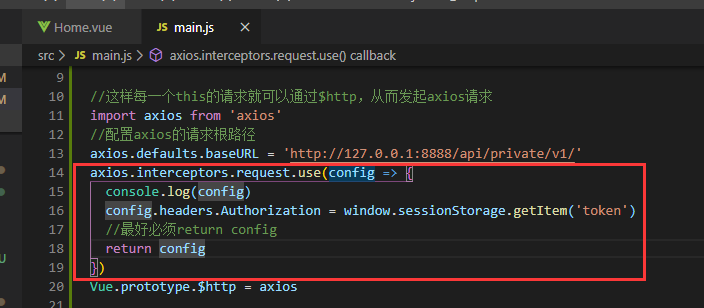 Home.vue
JS main.js ×
src > JS main.js > axios.interceptors.request.use() callback
9
10 //这样每一个this的请求就可以通过$http，从而发起axios请求
11 import axios from 'axios'
12 //配置axios的请求根路径
13 axios.defaults.baseURL = 'http://127.0.0.1:8888/api/private/v1/'
14 axios.interceptors.request.use(config => {
15 console.log(config)
16 config.headers.Authorization = window.sessionStorage.getItem('token')
17 //最好必须return config
18 return config
19 })
20 Vue.prototype.$http = axios
M
M
U